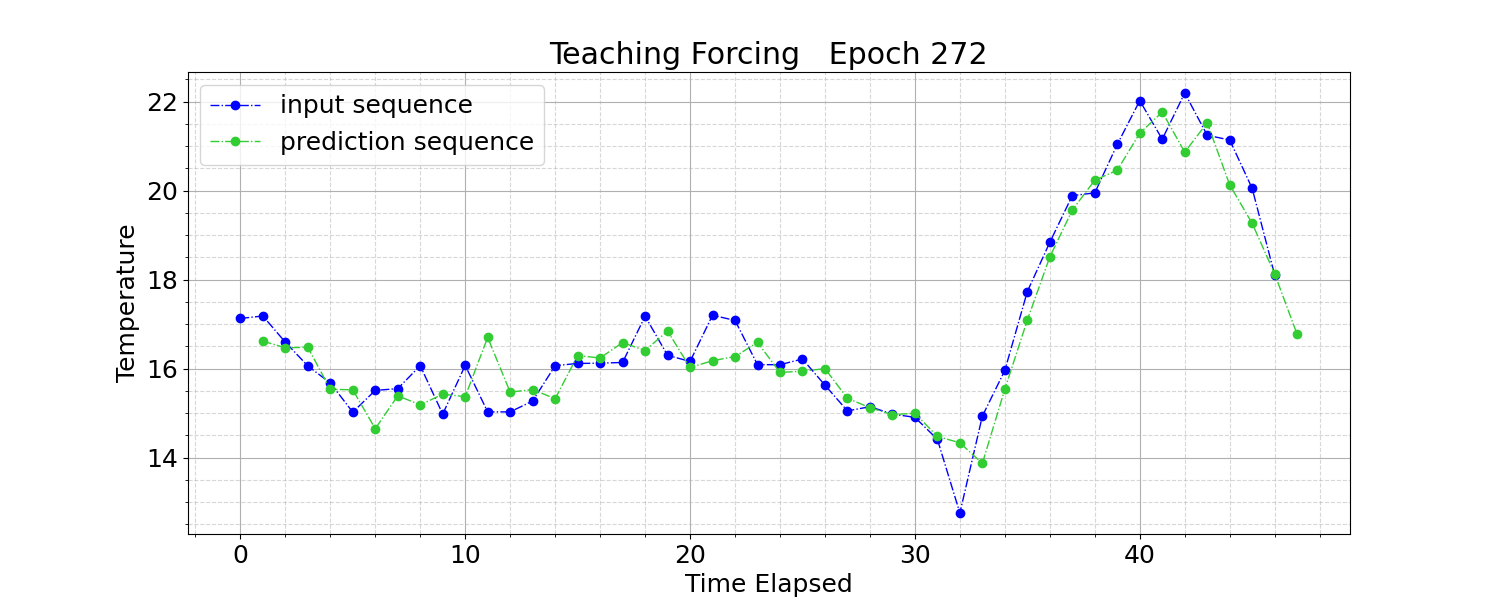 Teaching Forcing   Epoch 272
input sequence
prediction sequence
22
20
18
16
14
Temperature
0 10 20 30 40
Time Elapsed